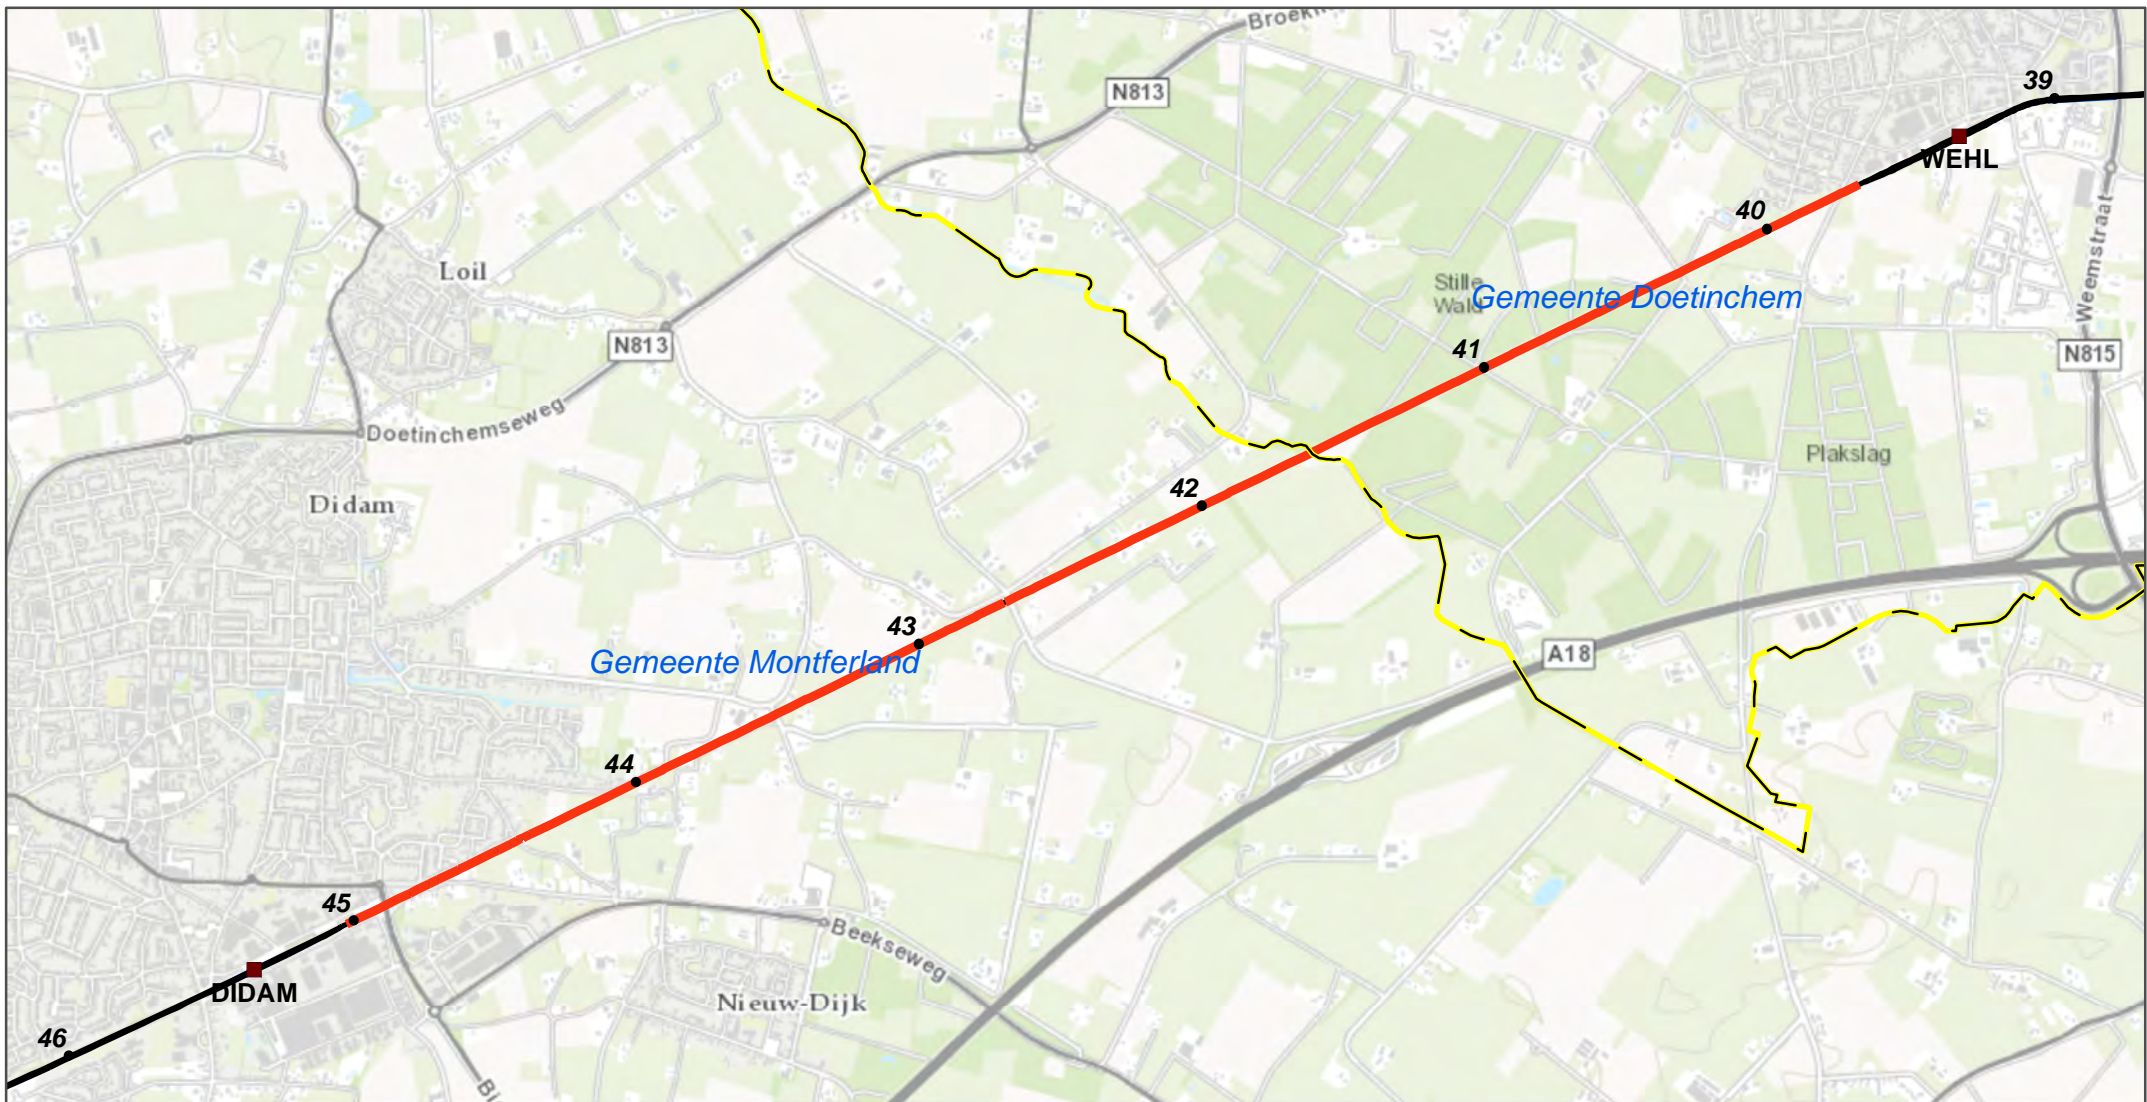 N813
39
WEHL
40
Weemstraat
Loil
Stille
Wald
Gemeente Doetinchem
N813
41
N815
Doetinchemseweg
Plakslag
Didam
42
43
Gemeente Montferland
A18
44
45
Beekseweg
DIDAM
Nieuw-Dijk
46